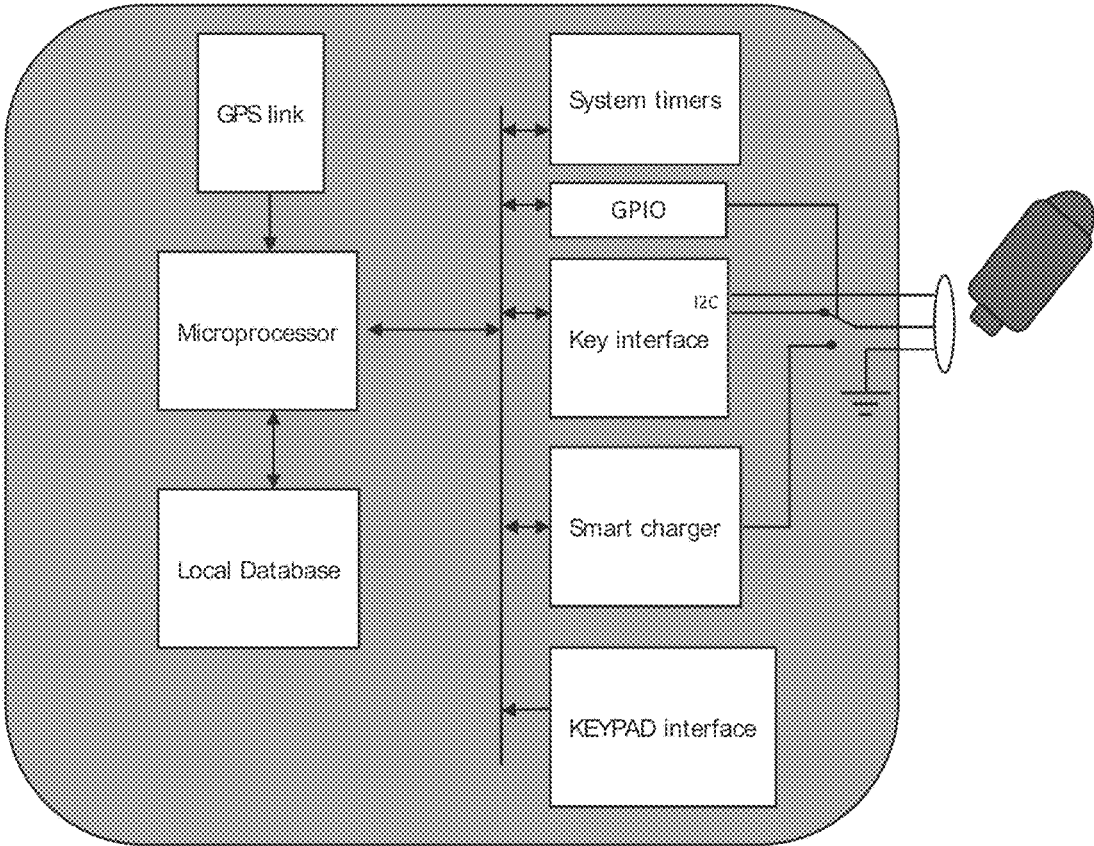 GPS link
System timers
GPIO
Microprocessor
I2C
Key interface
Local Database
Smart charger
KEYPAD interface